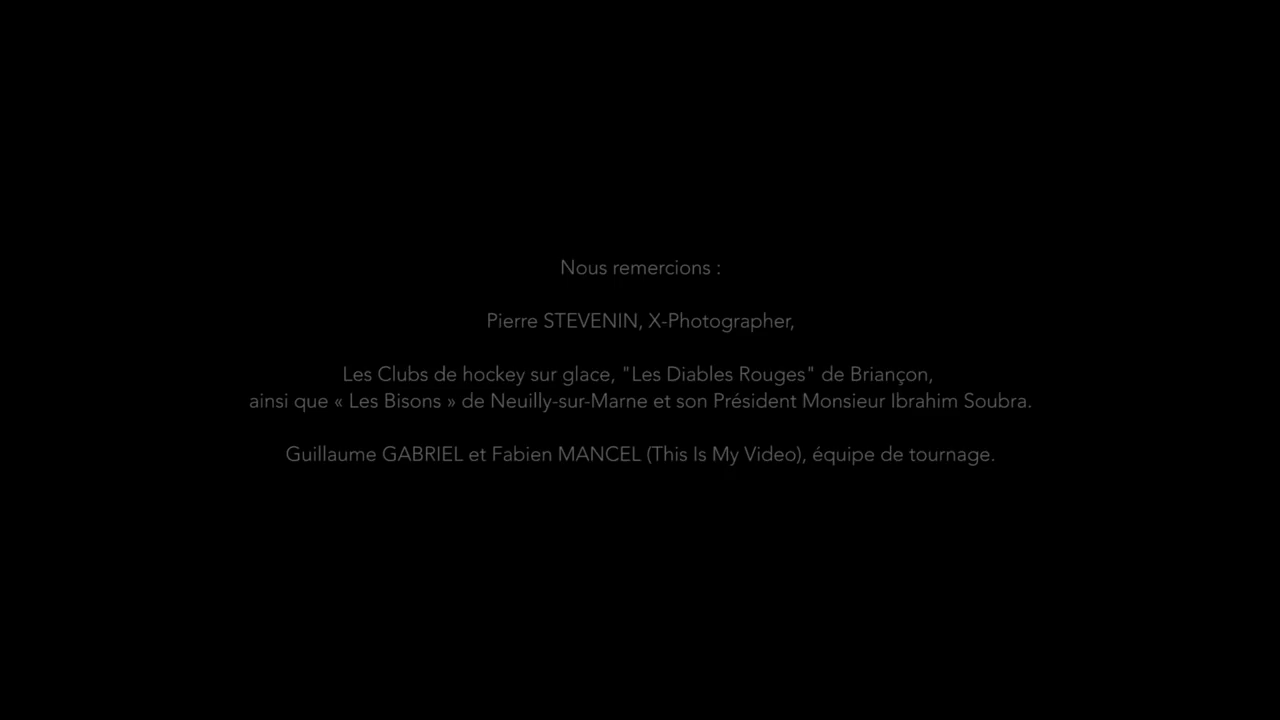 Nous remercions :
Pierre STEVENIN, X-Photographer,
Les Clubs de hockey sur glace, "Les Diables Rouges" de Briançon,
ainsi que « Les Bisons » de Neuilly-sur-Marne et son Président Monsieur Ibrahim Soubra.
Guillaume GABRIEL et Fabien MANCEL (This Is My Video), équipe de tournage.